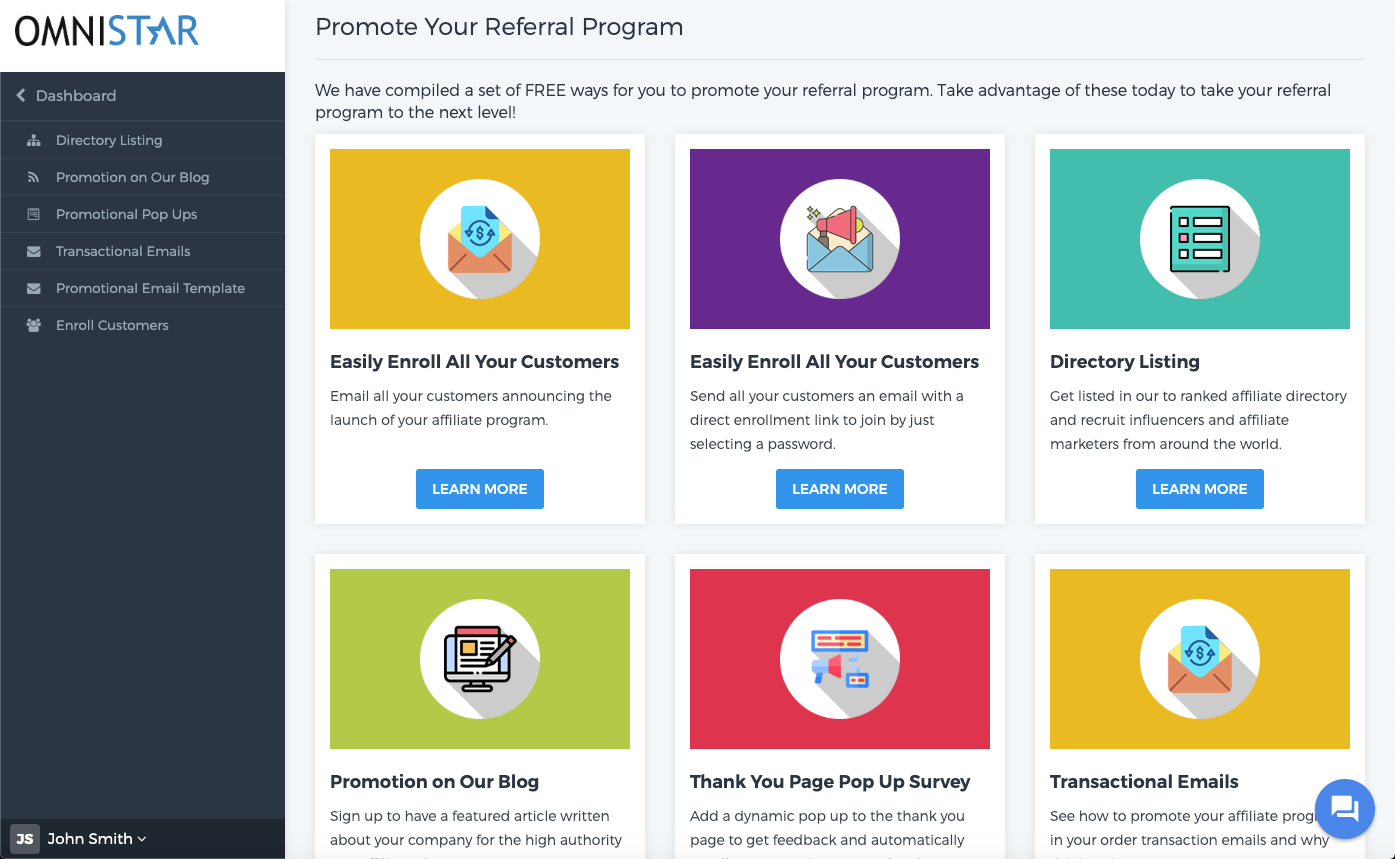 OMNISTAR
Dashboard
Directory Listing
Promotion on Our Blog
Promotional Pop Ups
Transactional Emails
Promotional Email Template
Enroll Customers
JS John Smith
Promote Your Referral Program
We have compiled a set of FREE ways for you to promote your referral program. Take advantage of these today to take your referral
program to the next level!
Easily Enroll All Your Customers
Email all your customers announcing the
launch of your affiliate program.
LEARN MORE
Easily Enroll All Your Customers
Send all your customers an email with a
direct enrollment link to join by just
selecting a password.
LEARN MORE
Directory Listing
Get listed in our to ranked affiliate directory
and recruit influencers and affiliate
marketers from around the world.
LEARN MORE
Promotion on Our Blog
Sign up to have a featured article written
about your company for the high authority
Thank You Page Pop Up Survey
Add a dynamic pop up to the thank you
page to get feedback and automatically
Transactional Emails
See how to promote your affiliate
in your order transaction emails and why